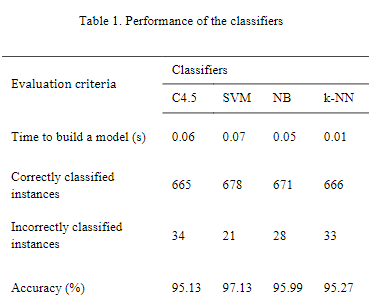 Table 1. Performance of the classifiers
Evaluation criteria
Classifiers
C4.5 SVM NB k-NN
Time to build a model (s) 0.06 0.07 0.05 0.01
Correctly classified
instances
665 678 671 666
Incorrectly classified
instances
34 21 28 33
Accuracy (%) 95.13 97.13 95.99 95.27